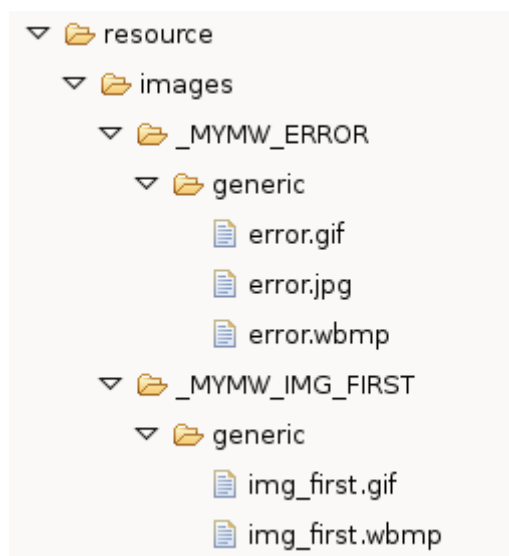 resource
images
_MYMW_ERROR
generic
error.gif
error.jpg
error.wbmp
_MYMW_IMG_FIRST
generic
img_first.gif
img_first.wbmp